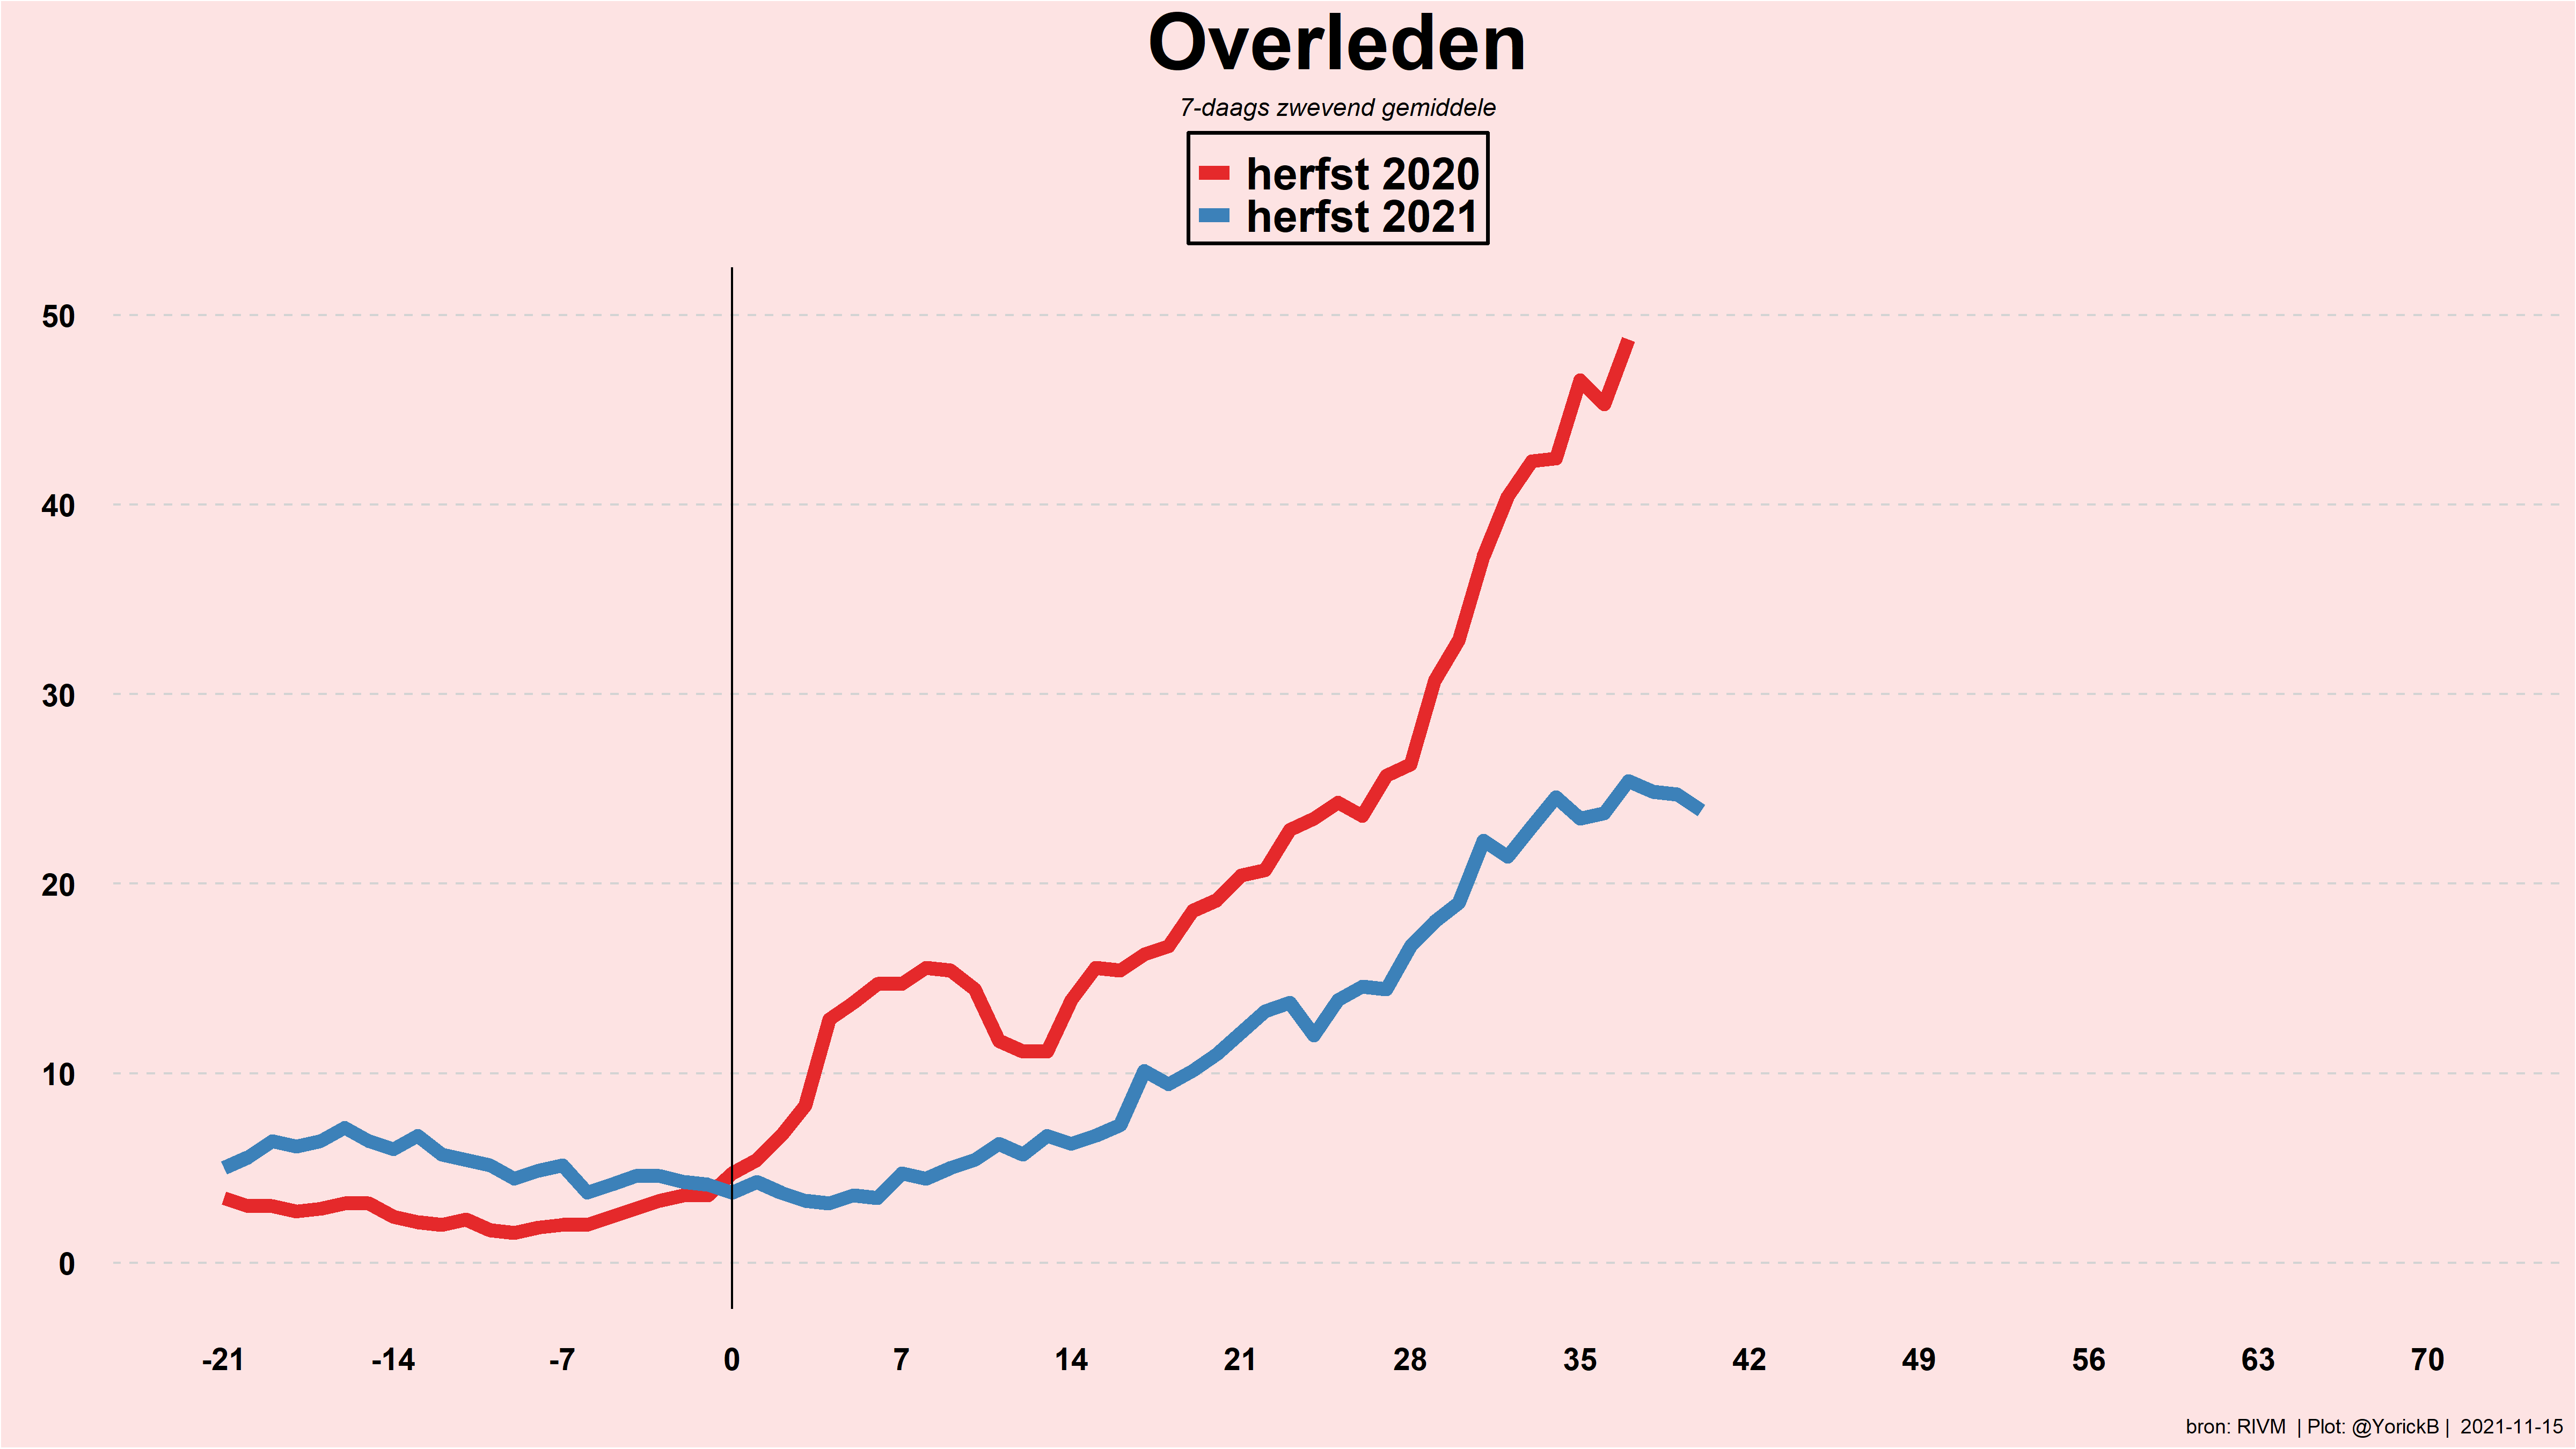 Overleden
7-daags zwevend gemiddele
herfst 2020
herfst 2021
50
40
30
20
10
0
-21 -14 -7 0 7 14 21 28 35 42 49 56 63 70
bron: RIVM | Plot: @YorickB | 2021-11-15